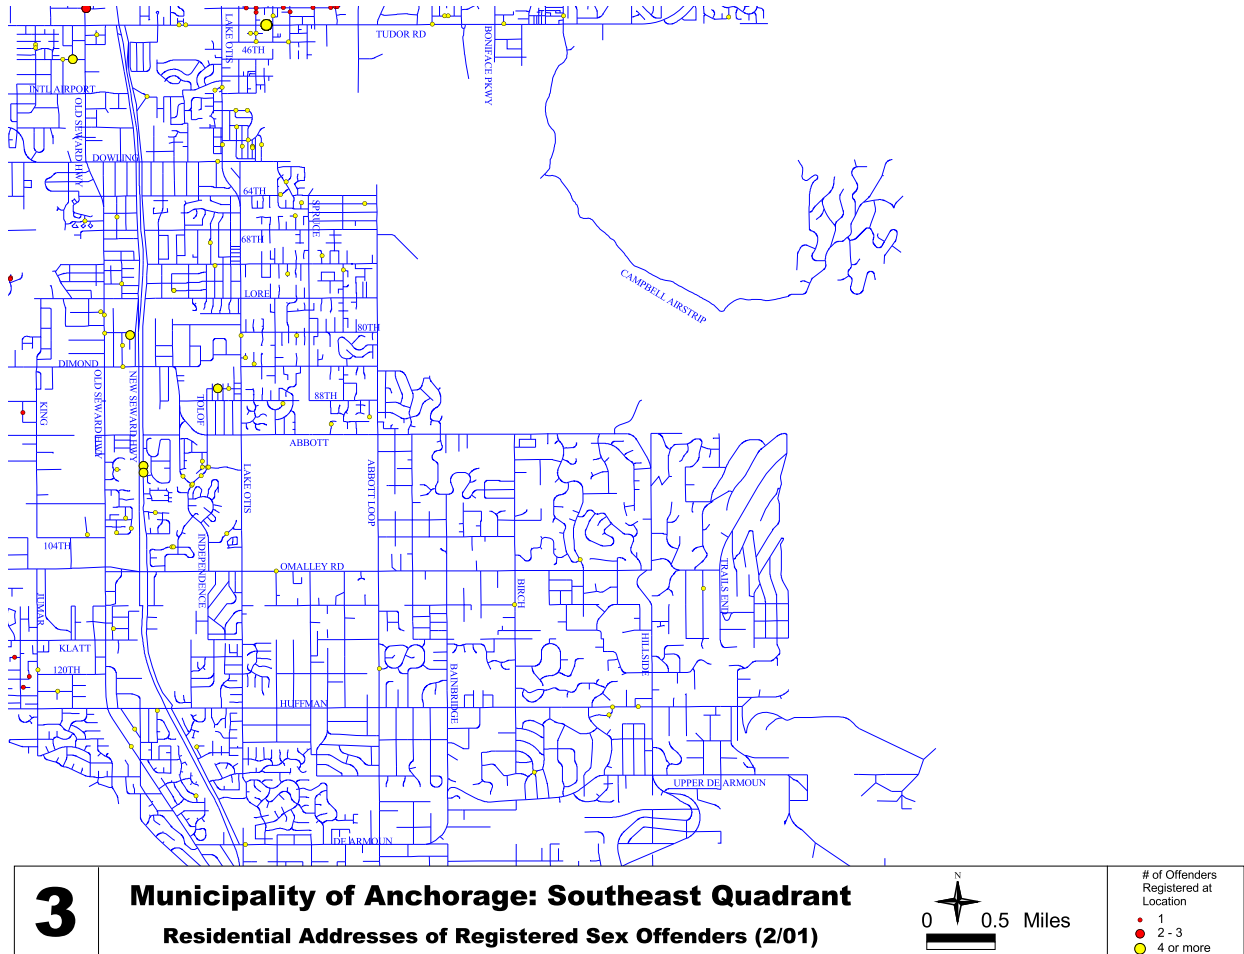 LAKE OTIS
TUDOR RD
BONIFACE PKWY
46TH
INTL AIRPORT
OLD SEWARD HWY
DOWLING
64TH
SPRUCE
68TH
CAMPBELL AIRSTRIP
LORE
80TH
DIMOND
OLD SEWARD HWY
NEW SEWARD HWY
KING
TOLOF
88TH
ABBOTT
LAKE OTIS
ABBOTT LOOP
104TH
INDEPENDENCE
OMALLEY RD
BIRCH
TRAILS END
JUMAR
HILLSIDE
KLATT
120TH
BAINBRIDGE
HUFFMAN
UPPER DE ARMOUN
DE ARMOUN
3
Municipality of Anchorage: Southeast Quadrant
Residential Addresses of Registered Sex Offenders (2/01)
N
0 0.5 Miles
# of Offenders
Registered at
Location
1
2 - 3
4 or more